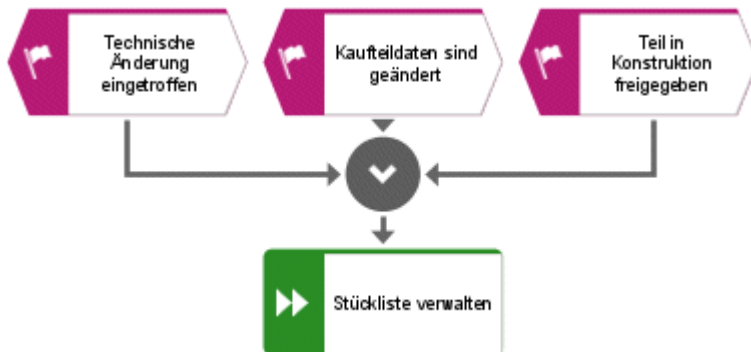 Technische
Änderung
eingetroffen
Kaufteildaten sind
geändert
Teil in
Konstruktion
freigegeben
Stückliste verwalten